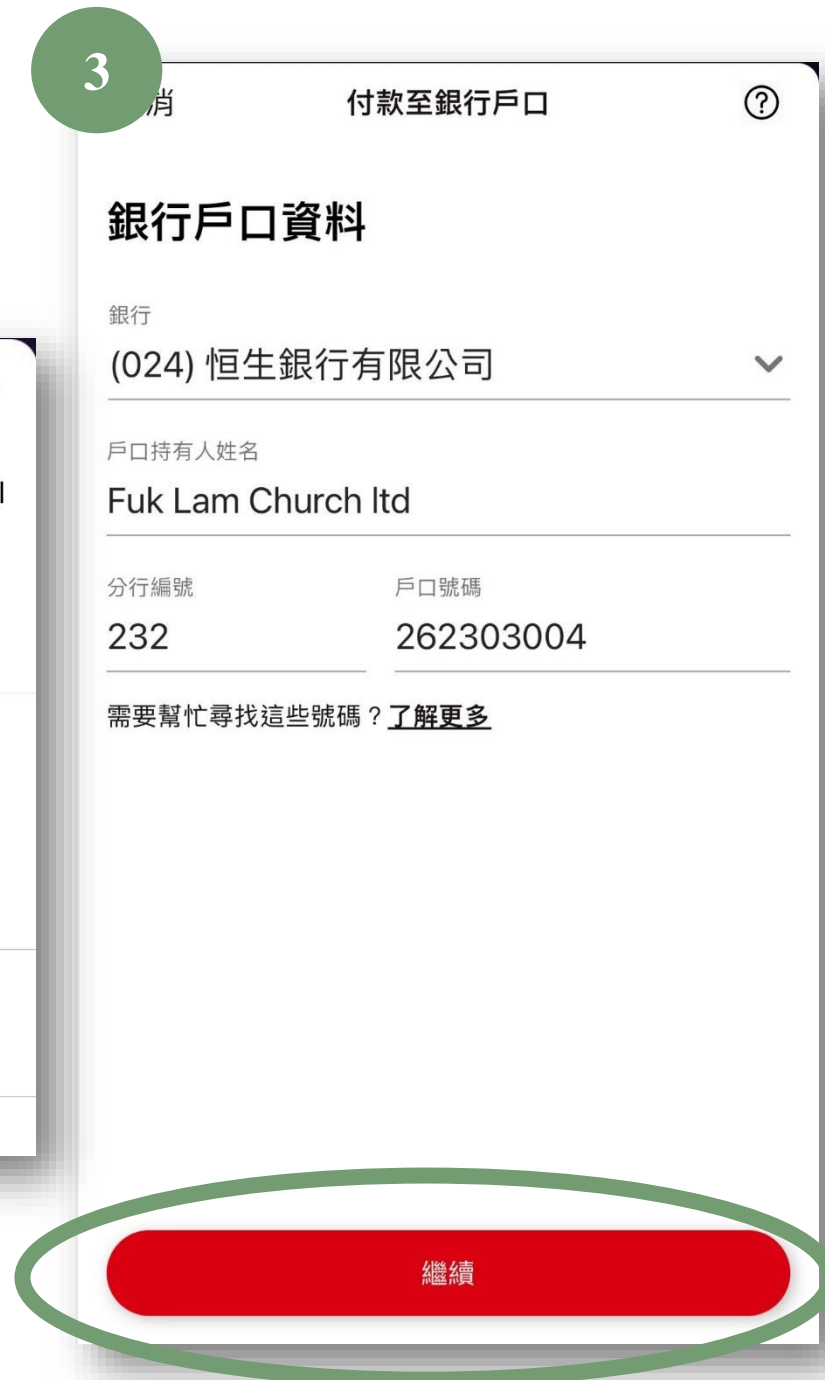 3
消
付款至銀行戶口
?
銀行戶口資料
銀行
(024) 恒生銀行有限公司
戶口持有人姓名
Fuk Lam Church ltd
分行編號 戶口號碼
232 262303004
需要幫忙尋找這些號碼？了解更多
繼續